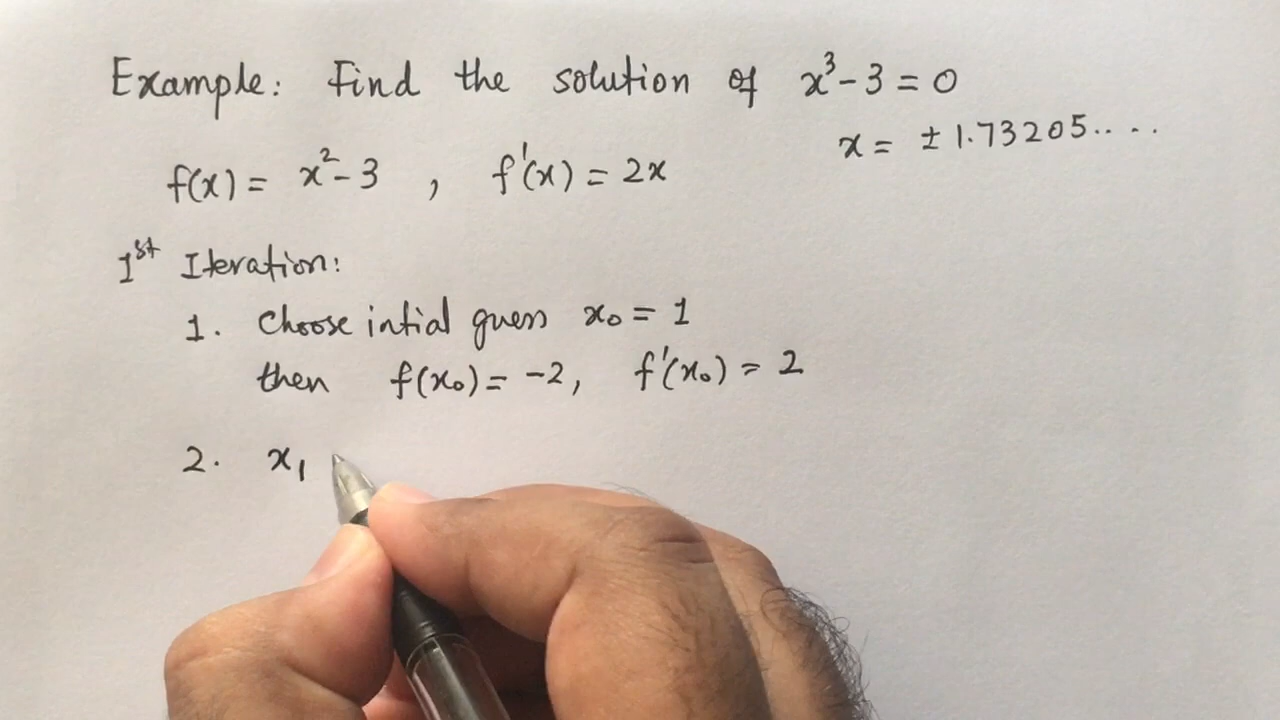 Example: Find the solution of x³-3 = 0
x = ±1.73205....
f(x) = x²-3 , f'(x) = 2x
1st Iteration:
1. Choose intial guess x₀ = 1
then f(x₀) = -2, f'(x₀) = 2
2. x₁